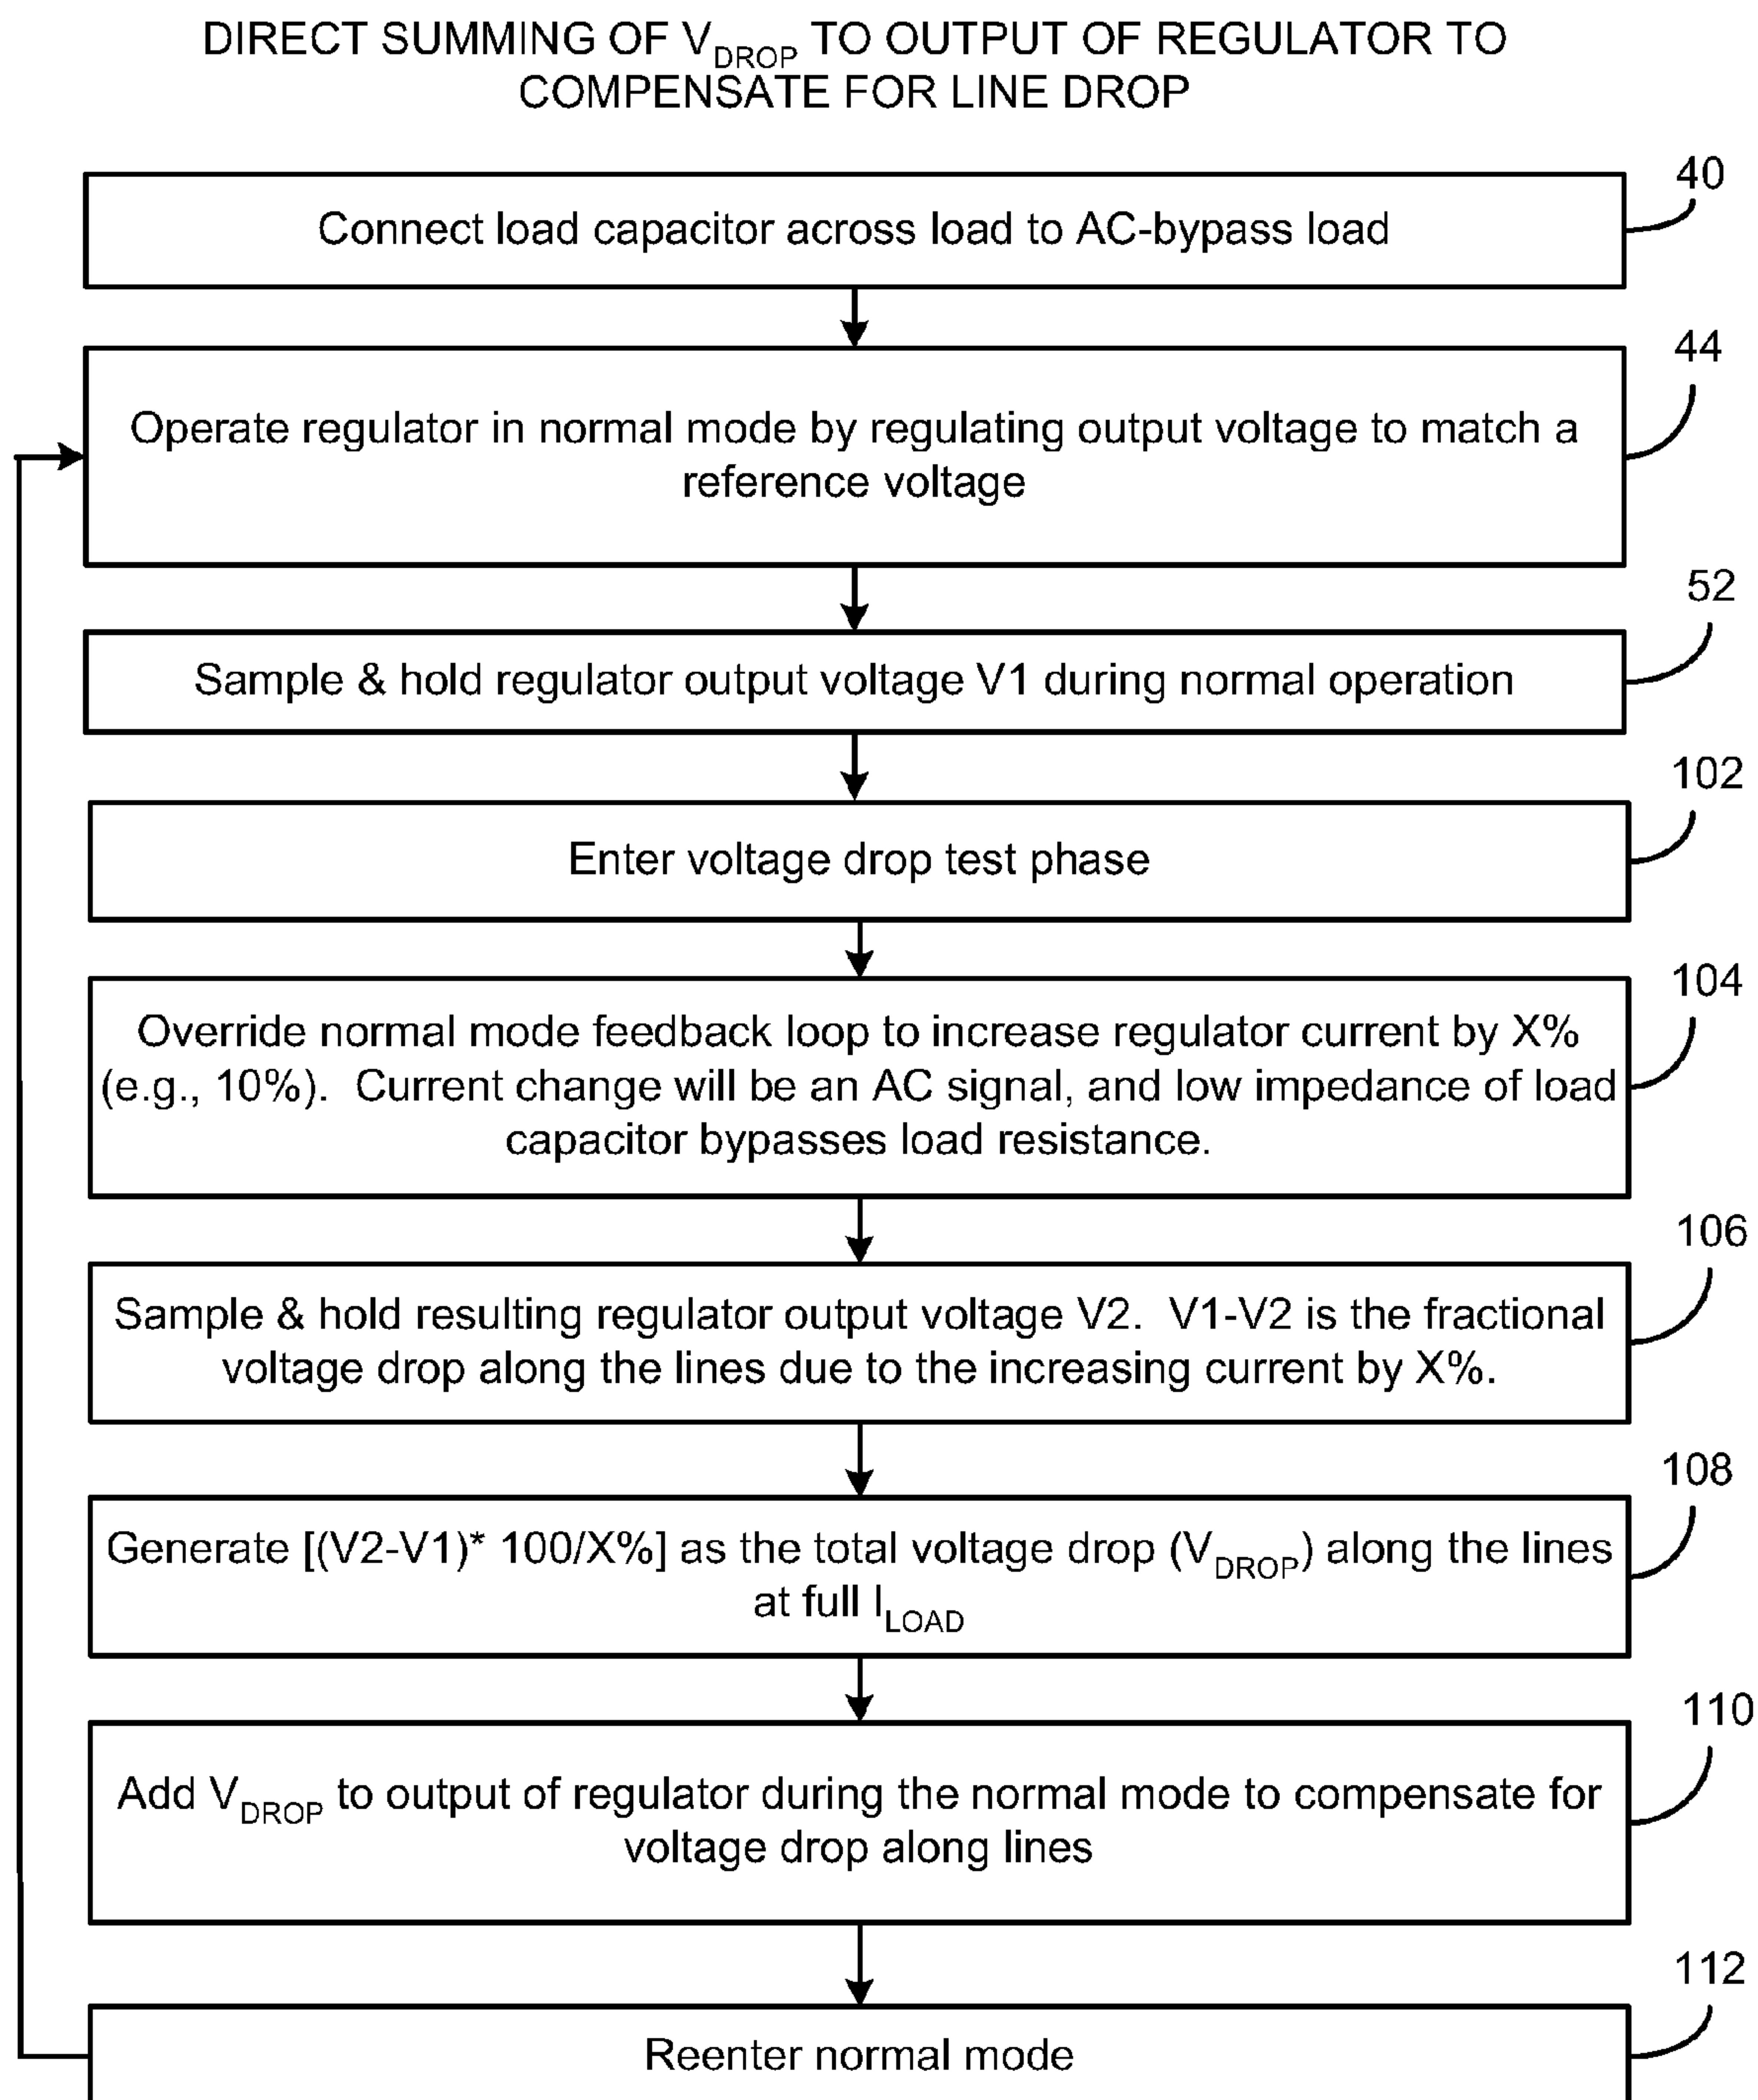 DIRECT SUMMING OF VDROP TO OUTPUT OF REGULATOR TO
COMPENSATE FOR LINE DROP
40
Connect load capacitor across load to AC-bypass load
44
Operate regulator in normal mode by regulating output voltage to match a
reference voltage
52
Sample & hold regulator output voltage V1 during normal operation
102
Enter voltage drop test phase
104
Override normal mode feedback loop to increase regulator current by X%
(e.g., 10%). Current change will be an AC signal, and low impedance of load
capacitor bypasses load resistance.
106
Sample & hold resulting regulator output voltage V2. V1-V2 is the fractional
voltage drop along the lines due to the increasing current by X%.
108
Generate [(V2-V1)* 100/X%] as the total voltage drop (VDROP) along the lines
at full ILOAD
110
Add VDROP to output of regulator during the normal mode to compensate for
voltage drop along lines
112
Reenter normal mode